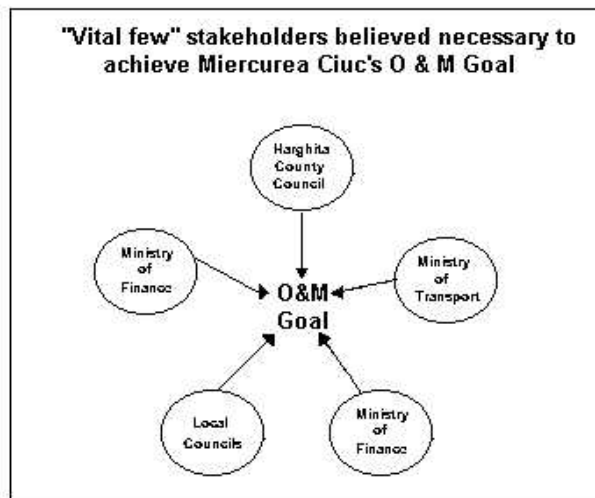 "Vital few" stakeholders believed necessary to
achieve Miercurea Ciuc's O & M Goal
Harghita
County
Council
Ministry
of
Finance
Ministry
of
Transport
O&M
Goal
Local
Councils
Ministry
of
Finance